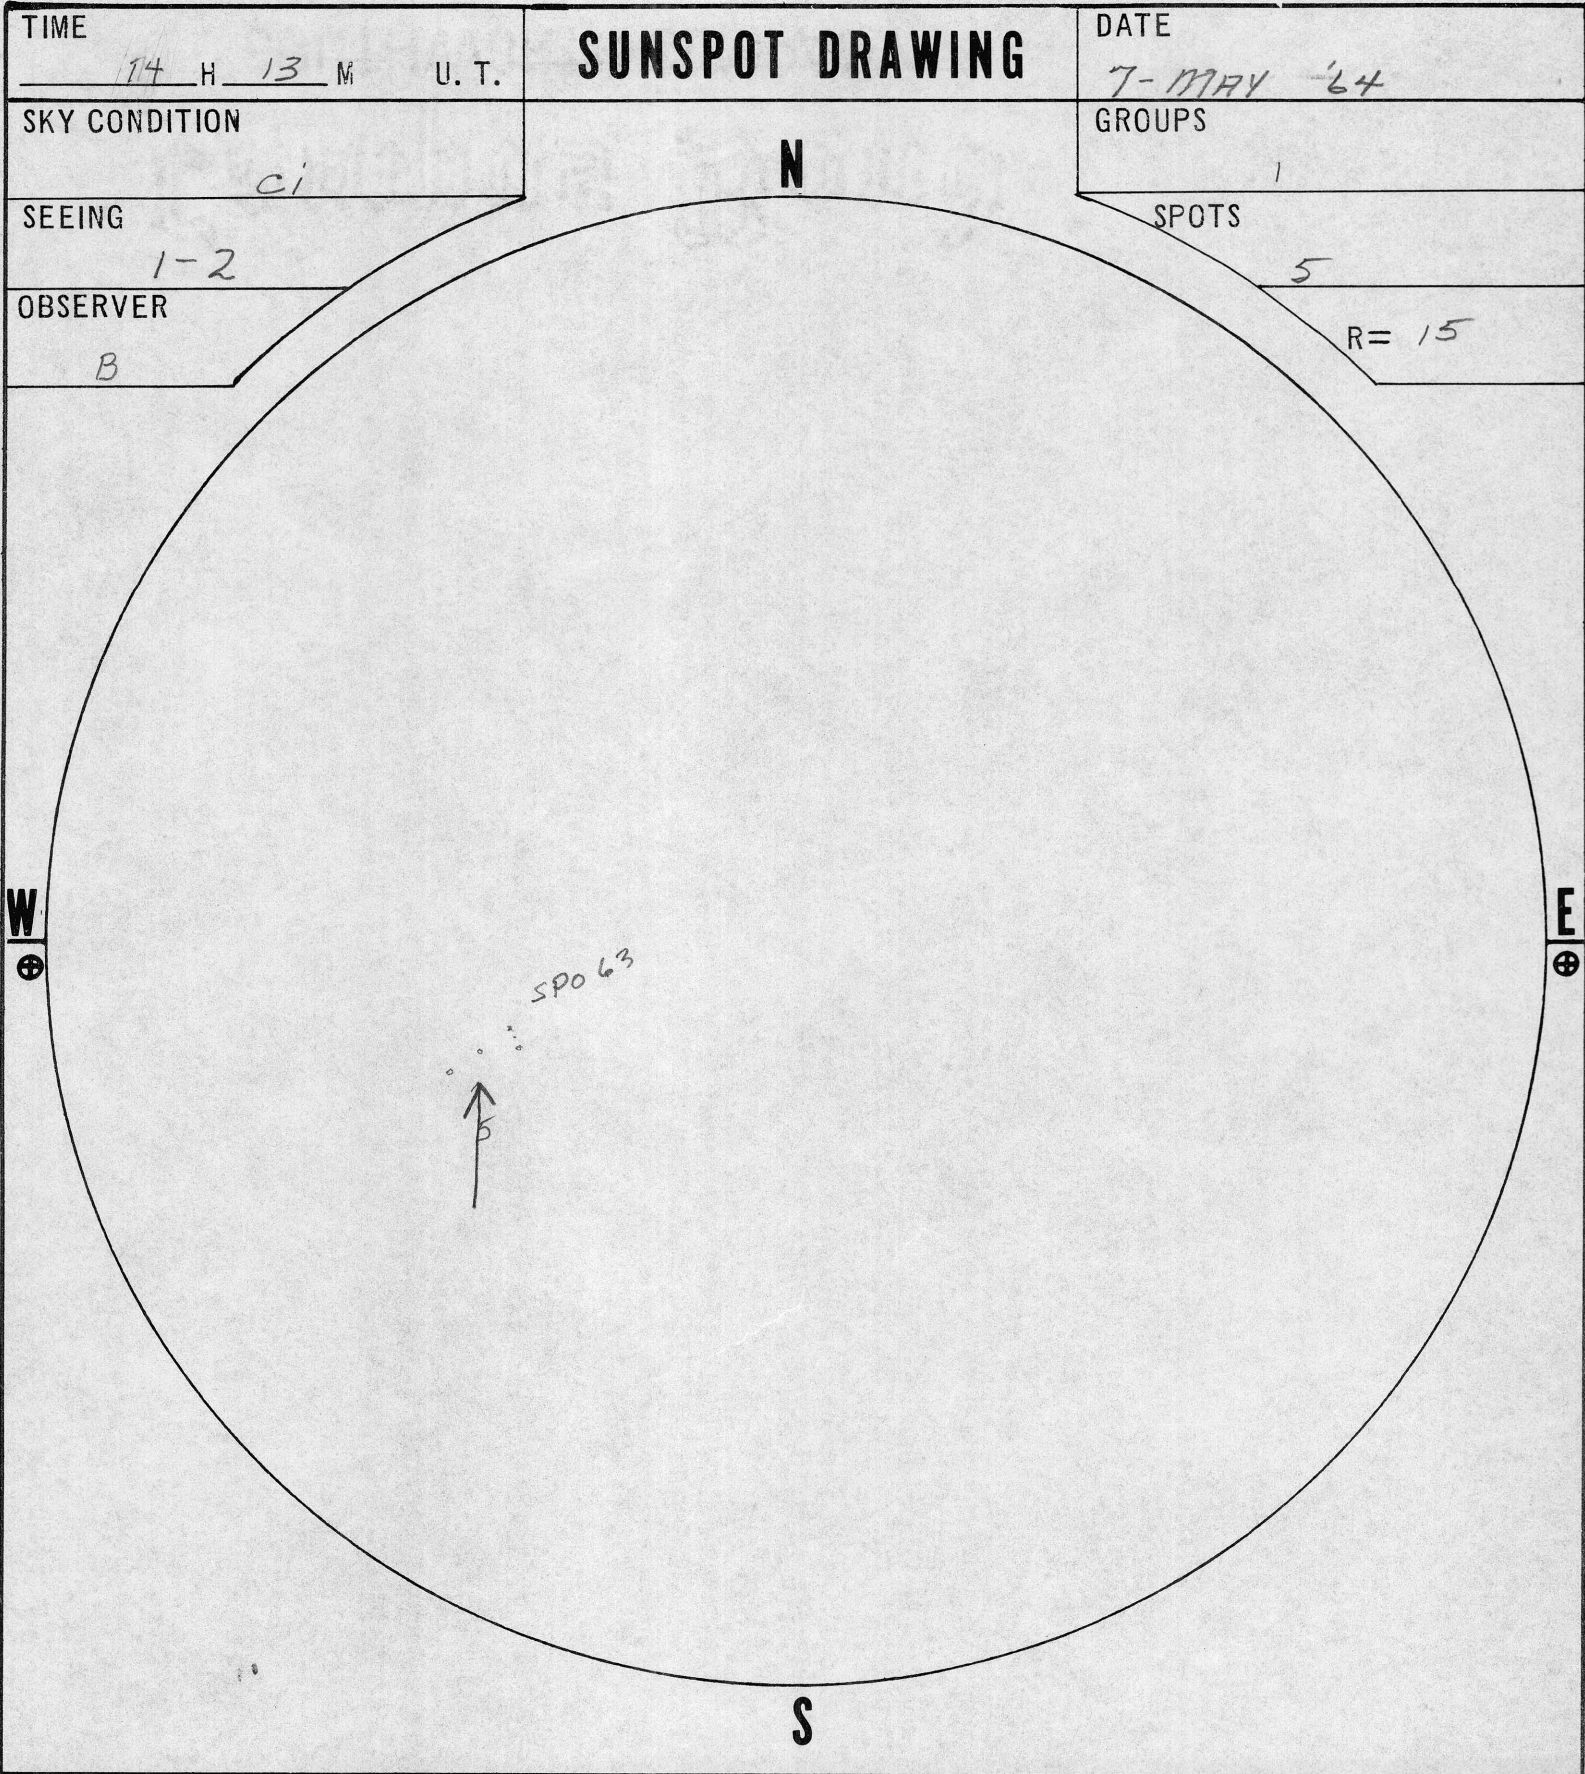 TIME
14 H 13 M U. T.
SUNSPOT DRAWING
DATE
7- MAY '64
SKY CONDITION
ci
GROUPS
1
N
SEEING
1-2
SPOTS
5
OBSERVER
B
R= 15
W
E
SPO 63
5
S